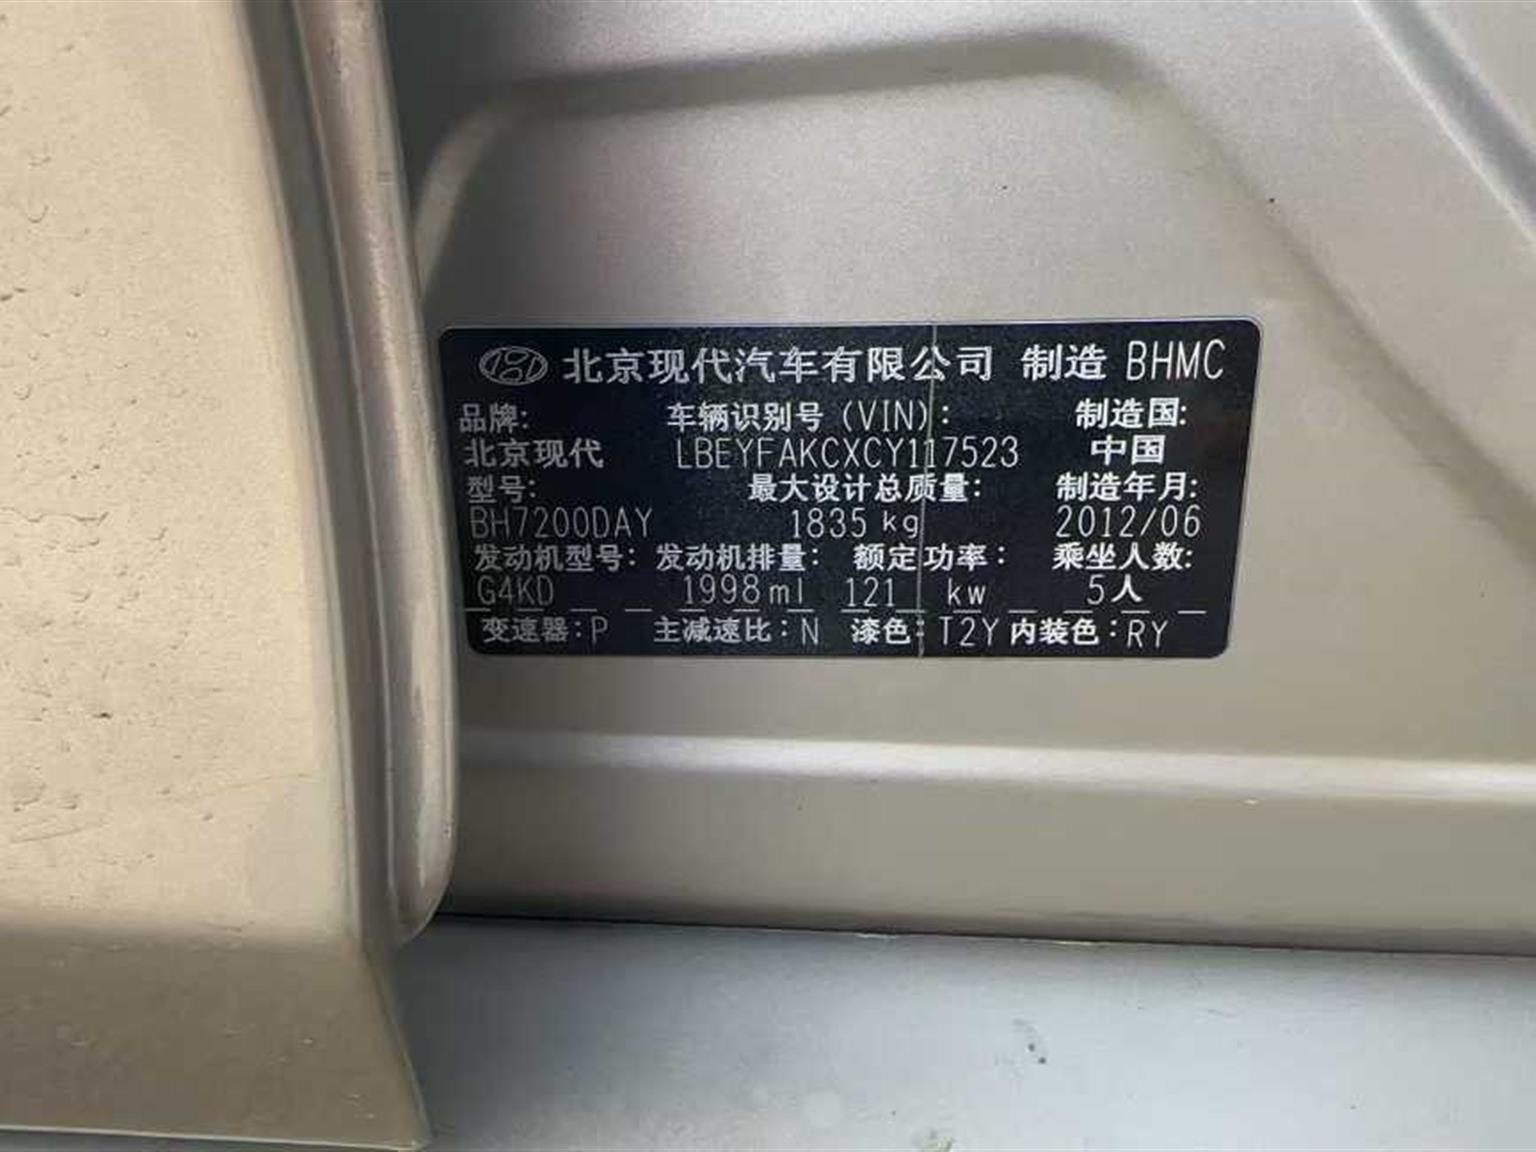 北京现代汽车有限公司 制造 BHMC
品牌: 车辆识别号 (VIN): 制造国:
北京现代 LBEYFAKCXCY117523 中国
型号: 最大设计总质量: 制造年月:
BH7200DAY 1835 kg 2012/06
发动机型号: 发动机排量: 额定功率: 乘坐人数:
G4KD 1998ml 121 kw 5人
变速器:P 主减速比:N 漆色:T2Y 内装色:RY